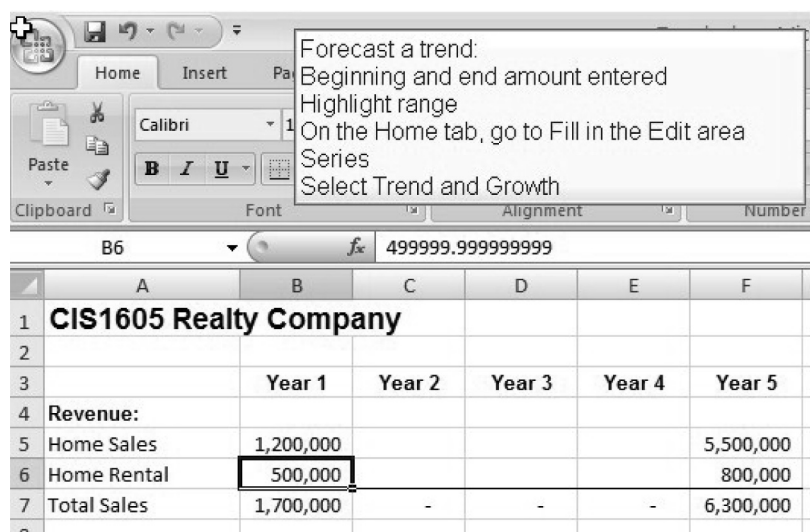 Home Insert Pa
Forecast a trend:
Beginning and end amount entered
Highlight range
On the Home tab, go to Fill in the Edit area
Series
Select Trend and Growth
Calibri 1
Paste B I U
Clipboard Font Alignment Number
B6 fx 499999.999999999
A B C D E F
1 CIS1605 Realty Company
2
3 Year 1 Year 2 Year 3 Year 4 Year 5
4 Revenue:
5 Home Sales 1,200,000 5,500,000
6 Home Rental 500,000 800,000
7 Total Sales 1,700,000 - - - 6,300,000